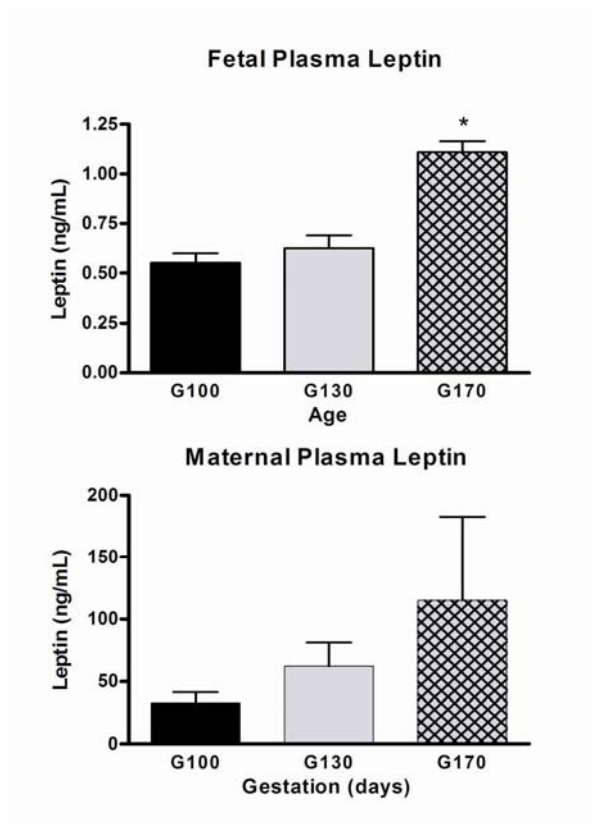 Fetal Plasma Leptin
*
1.25
1.00
0.75
0.50
0.25
0.00
Leptin (ng/mL)
G100 G130 G170
Age
Maternal Plasma Leptin
200
150
100
50
0
Leptin (ng/mL)
G100 G130 G170
Gestation (days)